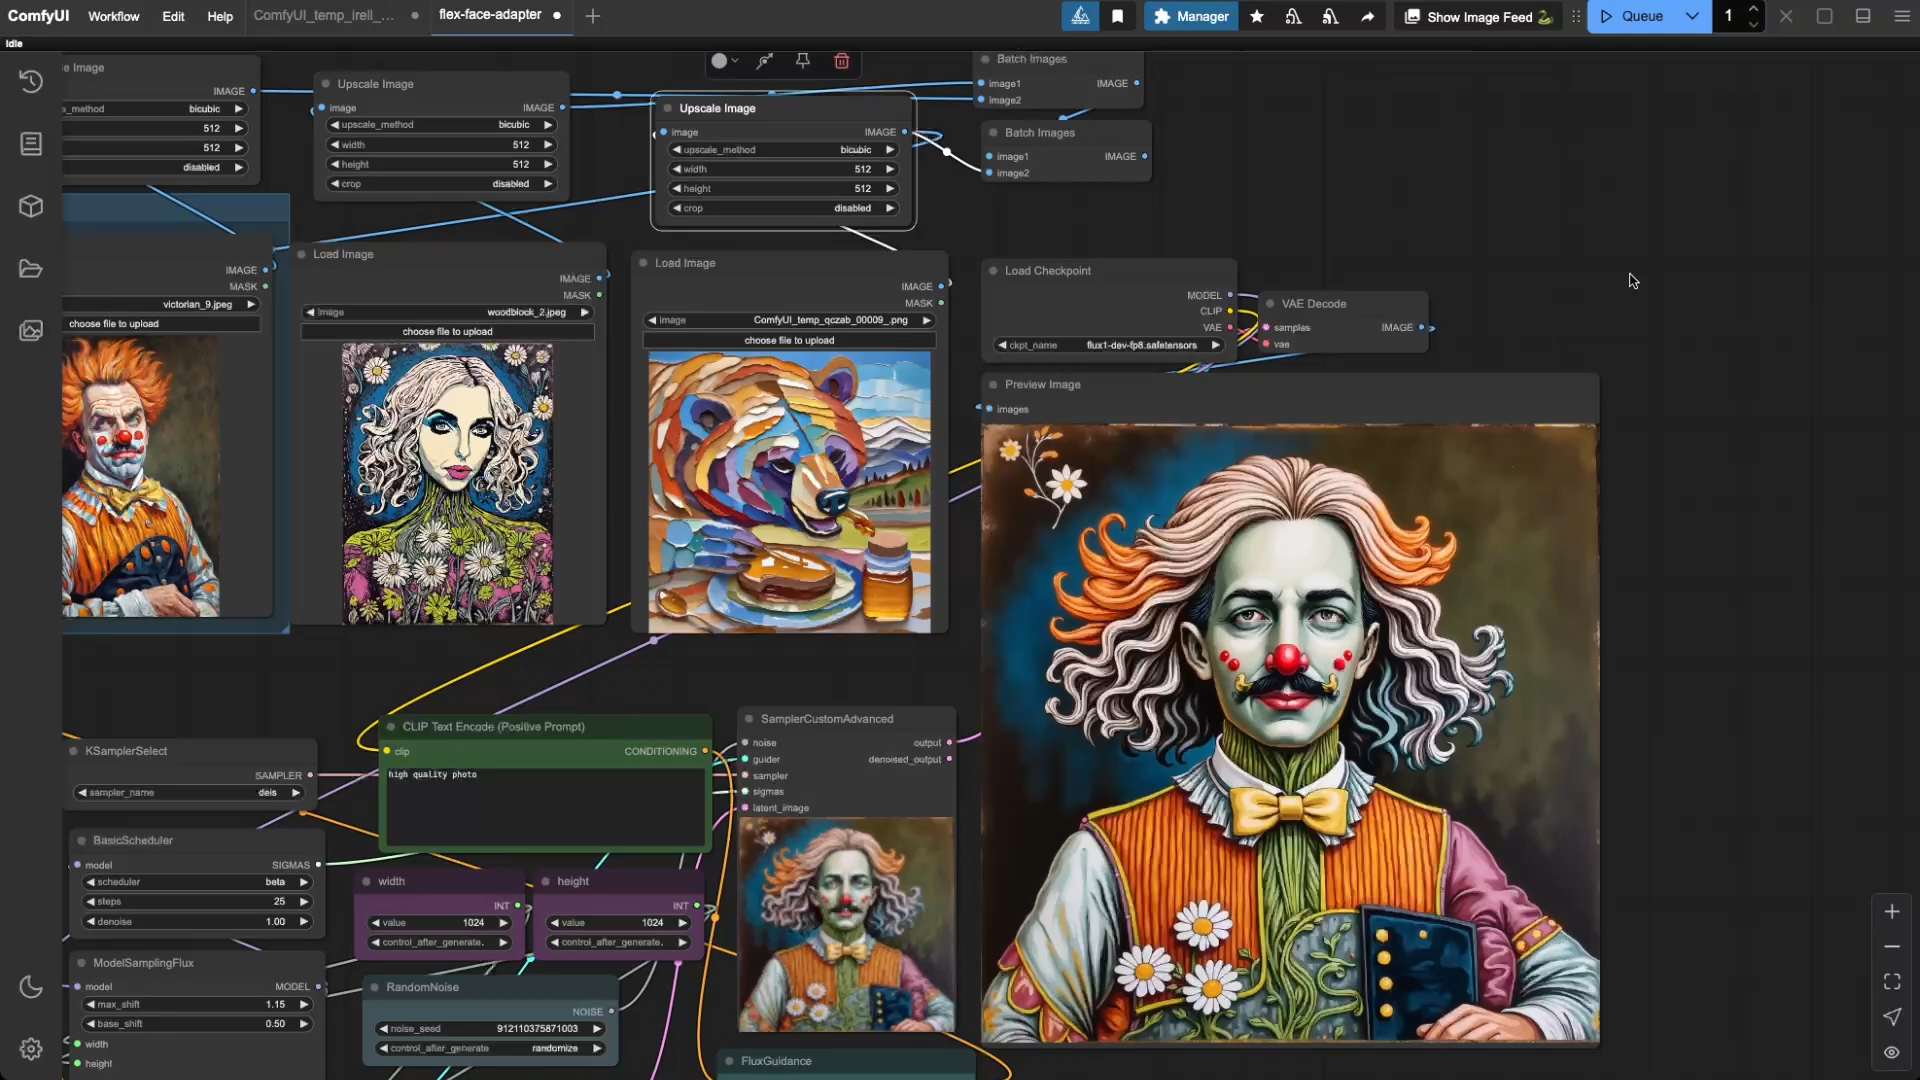 ComfyUI Workflow Edit Help ComfyUI_temp_irell_... flex-face-adapter Manager Show Image Feed Queue 1
Idle
e Image
IMAGE
_method bicubic
512
512
disabled
Upscale Image
image IMAGE
upscale_method bicubic
width 512
height 512
crop disabled
Upscale Image
image IMAGE
upscale_method bicubic
width 512
height 512
crop disabled
Batch Images
image1 IMAGE
image2
Batch Images
image1 IMAGE
image2
IMAGE
MASK
victorian_9.jpeg
choose file to upload
Load Image
IMAGE
MASK
image woodblock_2.jpeg
choose file to upload
Load Image
IMAGE
MASK
image ComfyUI_temp_qczab_00009_.png
choose file to upload
Load Checkpoint
MODEL
CLIP
VAE
ckpt_name flux1-dev-fp8.safetensors
VAE Decode
samples IMAGE
vae
Preview Image
images
KSamplerSelect
SAMPLER
sampler_name deis
CLIP Text Encode (Positive Prompt)
clip CONDITIONING
high quality photo
SamplerCustomAdvanced
noise output
guider denoised_output
sampler
sigmas
latent_image
BasicScheduler
model SIGMAS
scheduler beta
steps 25
denoise 1.00
width
INT
value 1024
control_after_generate.
height
INT
value 1024
control_after_generate.
ModelSamplingFlux
model MODEL
max_shift 1.15
base_shift 0.50
width
height
RandomNoise
NOISE
noise_seed 912110375871003
control_after_generate randomize
FluxGuidance